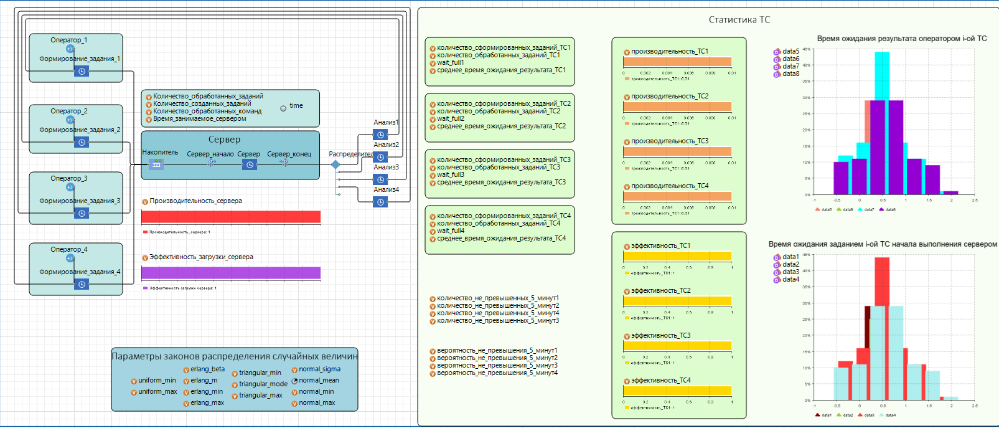 Оператор_1
Формирование_задания_1
Оператор_2
Формирование_задания_2
Оператор_3
Формирование_задания_3
Оператор_4
Формирование_задания_4
Количество_обработанных_заданий
Количество_созданных_заданий
Количество_обработанных_команд
Время_занимаемое_сервером
time
Сервер
Накопитель
Сервер_начало
Сервер
Сервер_конец
Распределител
Анализ1
Анализ2
Анализ3
Анализ4
Производительность_сервера
Производительность_сервера: 1
Эффективность_загрузки_сервера
Эффективность загрузки сервера: 1
Параметры законов распределения случайных величин
uniform_min
uniform_max
erlang_beta
erlang_m
erlang_min
erlang_max
triangular_min
triangular_mode
triangular_max
normal_sigma
normal_mean
normal_min
normal_max
Статистика ТС
количество_сформированных_заданий_ТС1
количество_обработанных_заданий_ТС1
wait_full1
среднее_время_ожидания_результата_ТС1
количество_сформированных_заданий_ТС2
количество_обработанных_заданий_ТС2
wait_full2
среднее_время_ожидания_результата_ТС2
количество_сформированных_заданий_ТС3
количество_обработанных_заданий_ТС3
wait_full3
среднее_время_ожидания_результата_ТС3
количество_сформированных_заданий_ТС4
количество_обработанных_заданий_ТС4
wait_full4
среднее_время_ожидания_результата_ТС4
количество_не_превышенных_5_минут1
количество_не_превышенных_5_минут2
количество_не_превышенных_5_минут4
количество_не_превышенных_5_минут3
вероятность_не_превышения_5_минут1
вероятность_не_превышения_5_минут2
вероятность_не_превышения_5_минут3
вероятность_не_превышения_5_минут4
производительность_ТС1
0 0.002 0.004 0.006 0.008 0.01
производительность_ТС1: 0.01
производительность_ТС2
0 0.002 0.004 0.006 0.008 0.01
производительность_ТС1: 0.01
производительность_ТС3
0 0.002 0.004 0.006 0.008 0.01
производительность_ТС1: 0.01
производительность_ТС4
0 0.002 0.004 0.006 0.008 0.01
производительность_ТС1: 0.01
эффективность_ТС1
0 0.2 0.4 0.6 0.8 1
эффективность_ТС1: 1
эффективность_ТС2
0 0.2 0.4 0.6 0.8 1
эффективность_ТС1: 1
эффективность_ТС3
0 0.2 0.4 0.6 0.8 1
эффективность_ТС1: 1
эффективность_ТС4
0 0.2 0.4 0.6 0.8 1
эффективность_ТС1: 1
Время ожидания результата оператором i-ой ТС
data5
data6
data7
data8
45%
40%
35%
30%
25%
20%
15%
10%
5%
0%
-1 -0.5 0 0.5 1 1.5 2 2.5
data5 data6 data7 data8
Время ожидания заданием i-ой ТС начала выполнения сервером
data1
data2
data3
data4
45%
40%
35%
30%
25%
20%
15%
10%
5%
0%
-1 -0.5 0 0.5 1 1.5 2 2.5
data1 data2 data3 data4